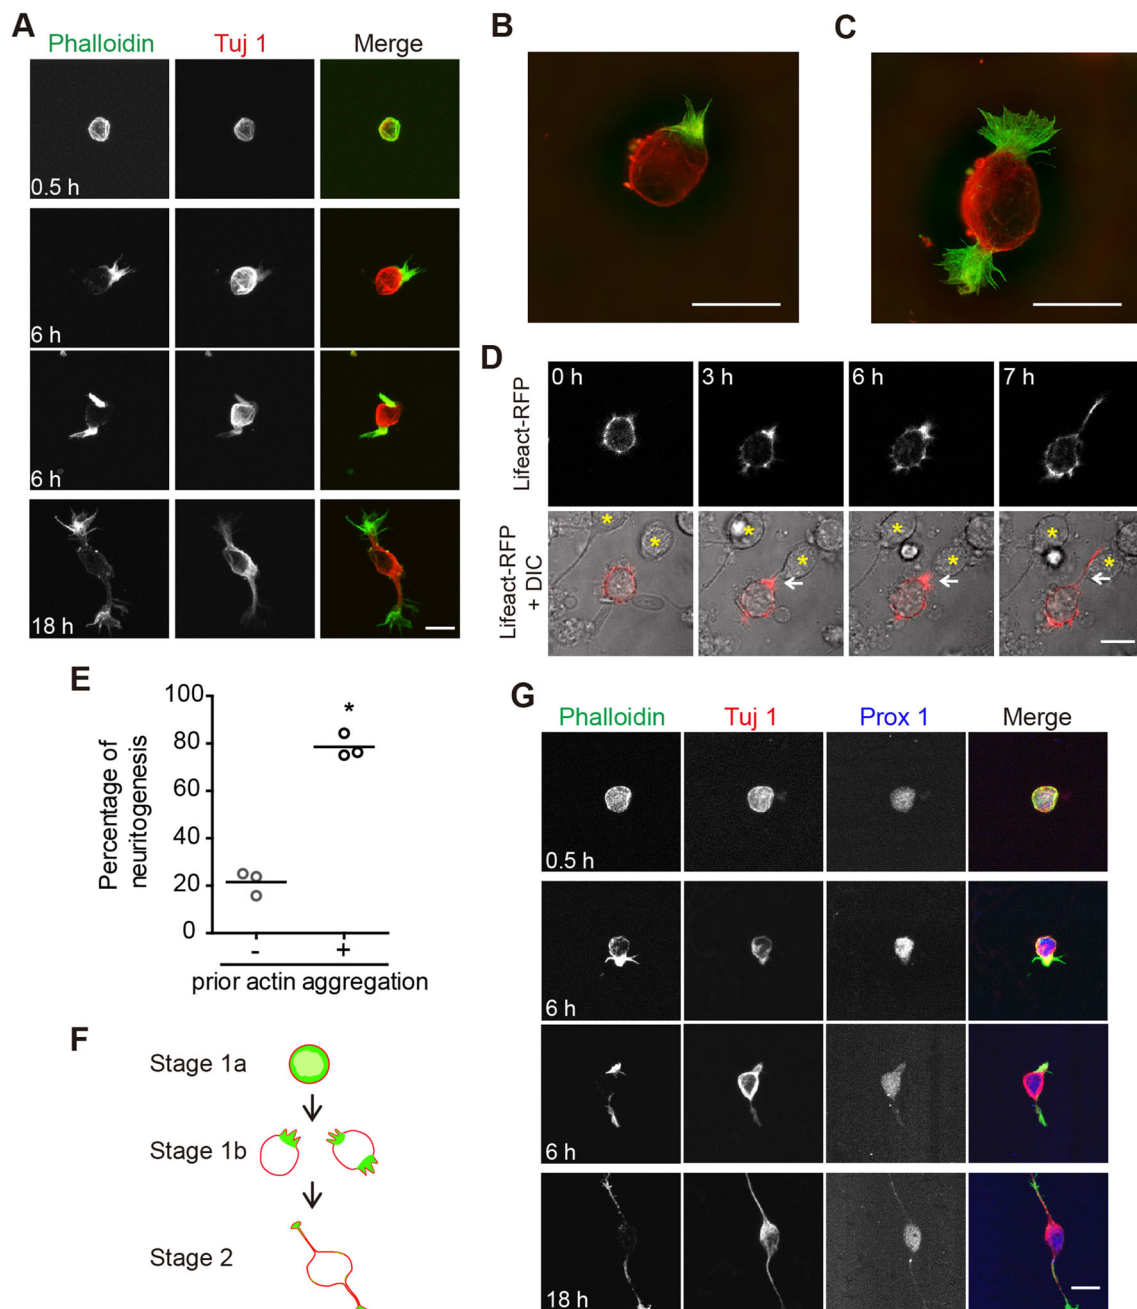 A
Phalloidin Tuj 1 Merge
0.5 h
6 h
6 h
18 h
B
C
D
0 h 3 h 6 h 7 h
Lifeact-RFP
Lifeact-RFP
+ DIC
* * * * * * *
E
Percentage of
neuritogenesis
100
80
60
40
20
0
*
- +
prior actin aggregation
F
Stage 1a
Stage 1b
Stage 2
G
Phalloidin Tuj 1 Prox 1 Merge
0.5 h
6 h
6 h
18 h